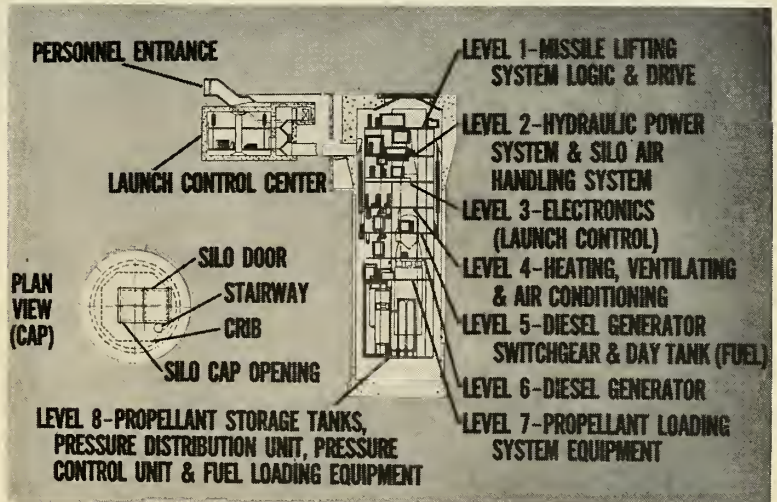 PERSONNEL ENTRANCE
LAUNCH CONTROL CENTER
PLAN
VIEW
(CAP)
SILO DOOR
STAIRWAY
CRIB
SILO CAP OPENING
LEVEL 8-PROPELLANT STORAGE TANKS,
PRESSURE DISTRIBUTION UNIT, PRESSURE
CONTROL UNIT & FUEL LOADING EQUIPMENT
LEVEL 1-MISSILE LIFTING
SYSTEM LOGIC & DRIVE
LEVEL 2-HYDRAULIC POWER
SYSTEM & SILO AIR
HANDLING SYSTEM
LEVEL 3-ELECTRONICS
(LAUNCH CONTROL)
LEVEL 4-HEATING, VENTILATING
& AIR CONDITIONING
LEVEL 5-DIESEL GENERATOR
SWITCHGEAR & DAY TANK (FUEL)
LEVEL 6-DIESEL GENERATOR
LEVEL 7-PROPELLANT LOADING
SYSTEM EQUIPMENT